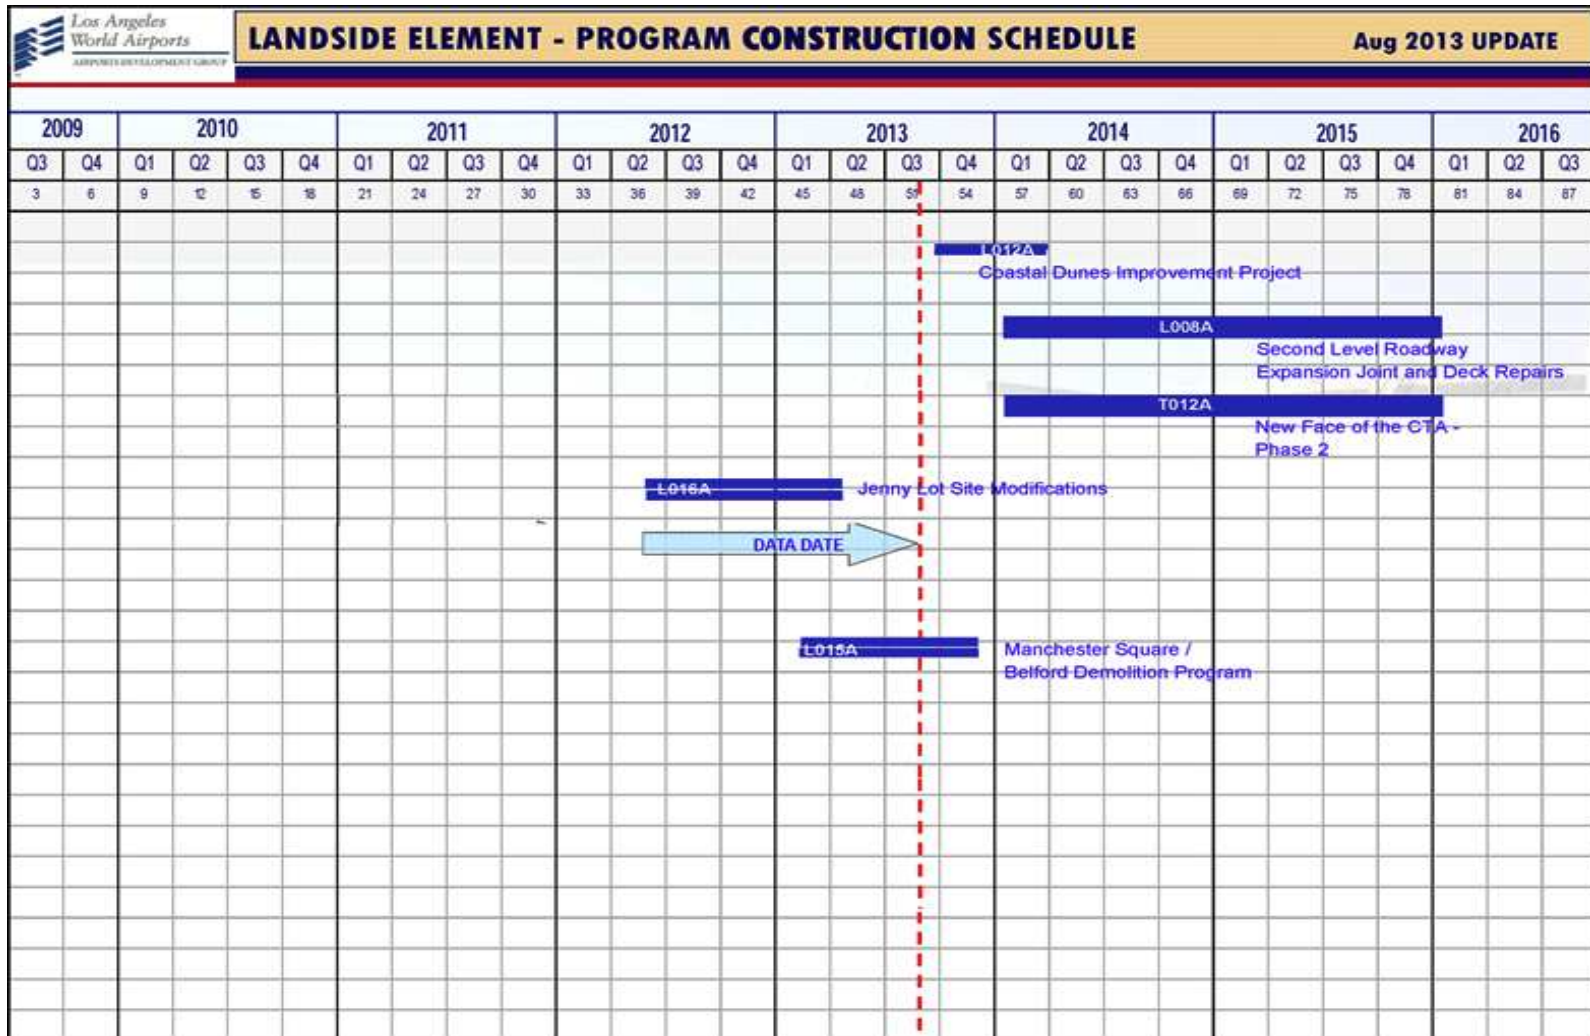 Los Angeles
World Airports
AIRPORTS DEVELOPMENT GROUP
LANDSIDE ELEMENT - PROGRAM CONSTRUCTION SCHEDULE
Aug 2013 UPDATE
2009 2010 2011 2012 2013 2014 2015 2016
Q3 Q4 Q1 Q2 Q3 Q4 Q1 Q2 Q3 Q4 Q1 Q2 Q3 Q4 Q1 Q2 Q3 Q4 Q1 Q2 Q3 Q4 Q1 Q2 Q3 Q4 Q1 Q2 Q3
3 6 9 12 15 18 21 24 27 30 33 36 39 42 45 48 51 54 57 60 63 66 69 72 75 78 81 84 87
L012A
Coastal Dunes Improvement Project
L008A
Second Level Roadway
Expansion Joint and Deck Repairs
T012A
New Face of the CTA -
Phase 2
L016A
Jenny Lot Site Modifications
DATA DATE
L015A
Manchester Square /
Belford Demolition Program